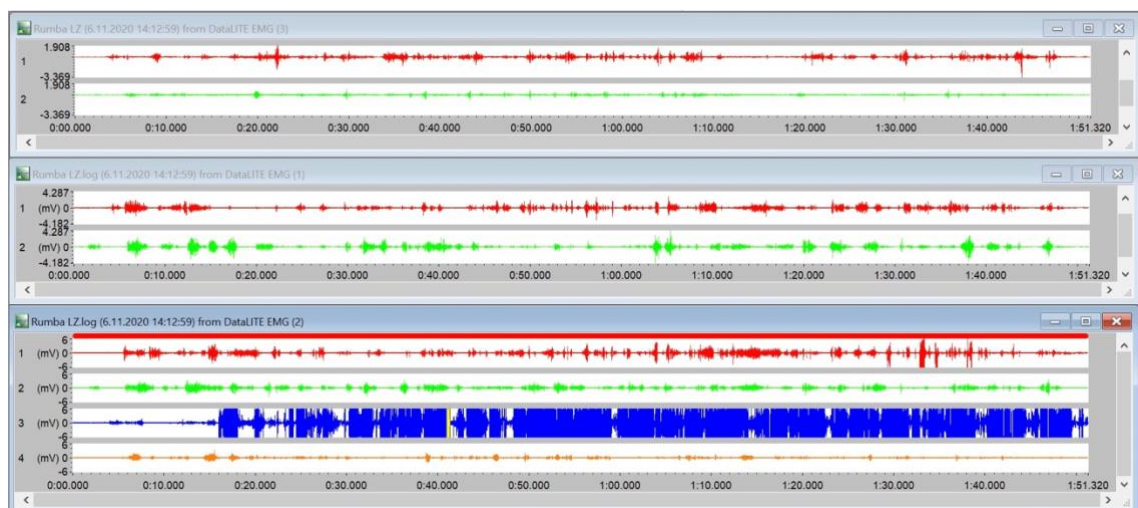 Rumba LZ (6.11.2020 14:12:59) from DataLITE EMG (3)
1.908
1
-3.369
1.908
2
-3.369
0:00.000 0:10.000 0:20.000 0:30.000 0:40.000 0:50.000 1:00.000 1:10.000 1:20.000 1:30.000 1:40.000 1:51.320
Rumba LZ.log (6.11.2020 14:12:59) from DataLITE EMG (1)
4.287
1 (mV) 0
-4.182
4.287
2 (mV) 0
-4.182
0:00.000 0:10.000 0:20.000 0:30.000 0:40.000 0:50.000 1:00.000 1:10.000 1:20.000 1:30.000 1:40.000 1:51.320
Rumba LZ.log (6.11.2020 14:12:59) from DataLITE EMG (2)
6
1 (mV) 0
-6
6
2 (mV) 0
-6
6
3 (mV) 0
-6
6
4 (mV) 0
-6
0:00.000 0:10.000 0:20.000 0:30.000 0:40.000 0:50.000 1:00.000 1:10.000 1:20.000 1:30.000 1:40.000 1:51.320